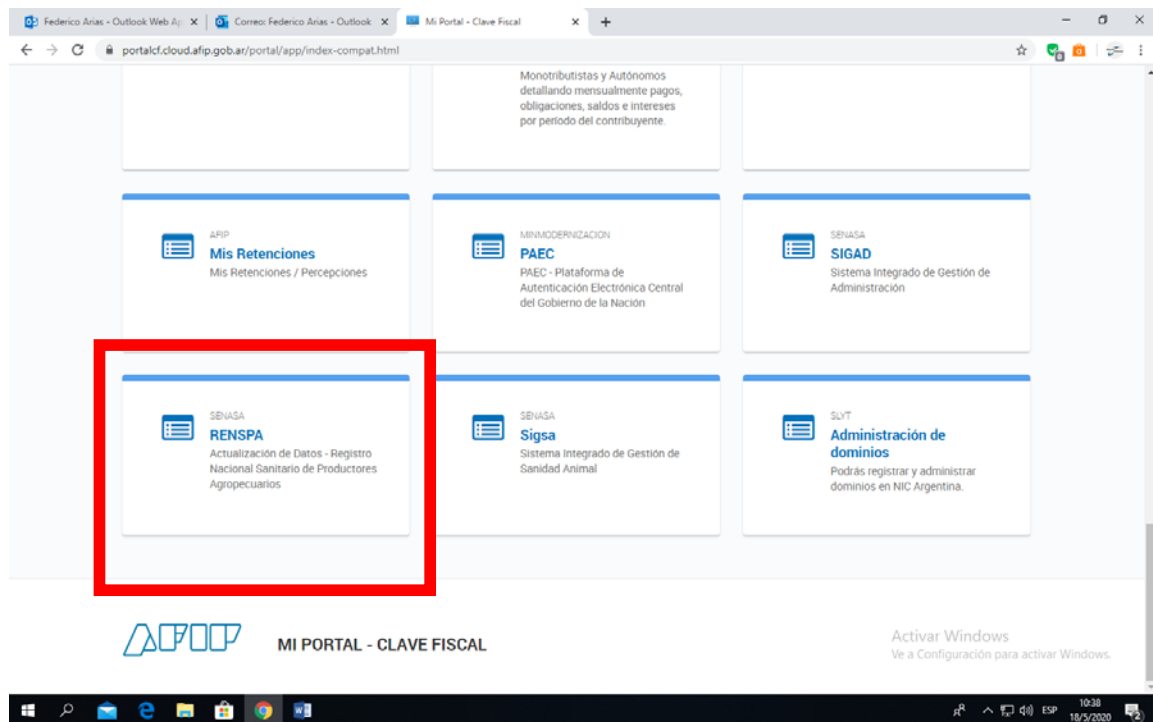 Federico Arias - Outlook Web Ap
Correo: Federico Arias - Outlook
Mi Portal - Clave Fiscal
portalcf.cloud.afip.gob.ar/portal/app/index-compat.html
Monotributistas y Autónomos
detallando mensualmente pagos,
obligaciones, saldos e intereses
por período del contribuyente.
AFIP
Mis Retenciones
Mis Retenciones / Percepciones
MINMODERNIZACION
PAEC
PAEC - Plataforma de
Autenticación Electrónica Central
del Gobierno de la Nación
SENASA
SIGAD
Sistema Integrado de Gestión de
Administración
SENASA
RENSPA
Actualización de Datos - Registro
Nacional Sanitario de Productores
Agropecuarios
SENASA
Sigsa
Sistema Integrado de Gestión de
Sanidad Animal
SLYT
Administración de
dominios
Podrás registrar y administrar
dominios en NIC Argentina.
AFIP
MI PORTAL - CLAVE FISCAL
Activar Windows
Ve a Configuración para activar Windows.
ESP
10:38
18/5/2020